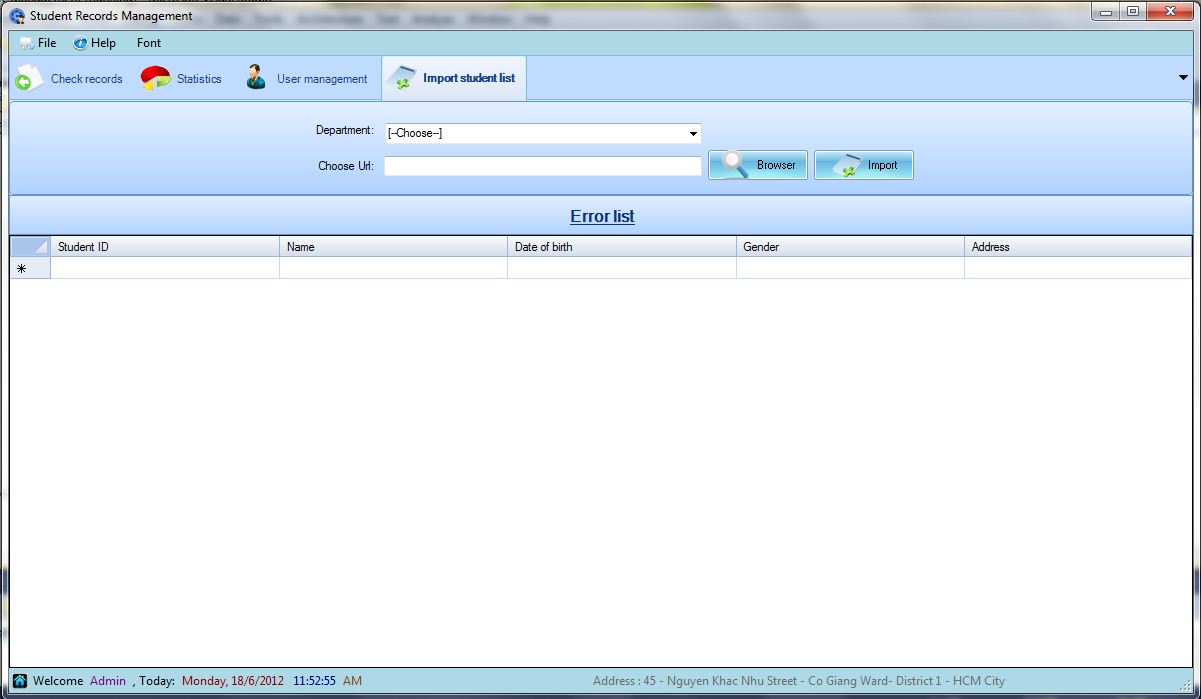 Student Records Management
File Help Font
Check records Statistics User management Import student list
Department: [--Choose--]
Choose Url: Browser Import
Error list
Student ID Name Date of birth Gender Address
Welcome Admin , Today: Monday, 18/6/2012 11:52:55 AM Address : 45 - Nguyen Khac Nhu Street - Co Giang Ward- District 1 - HCM City